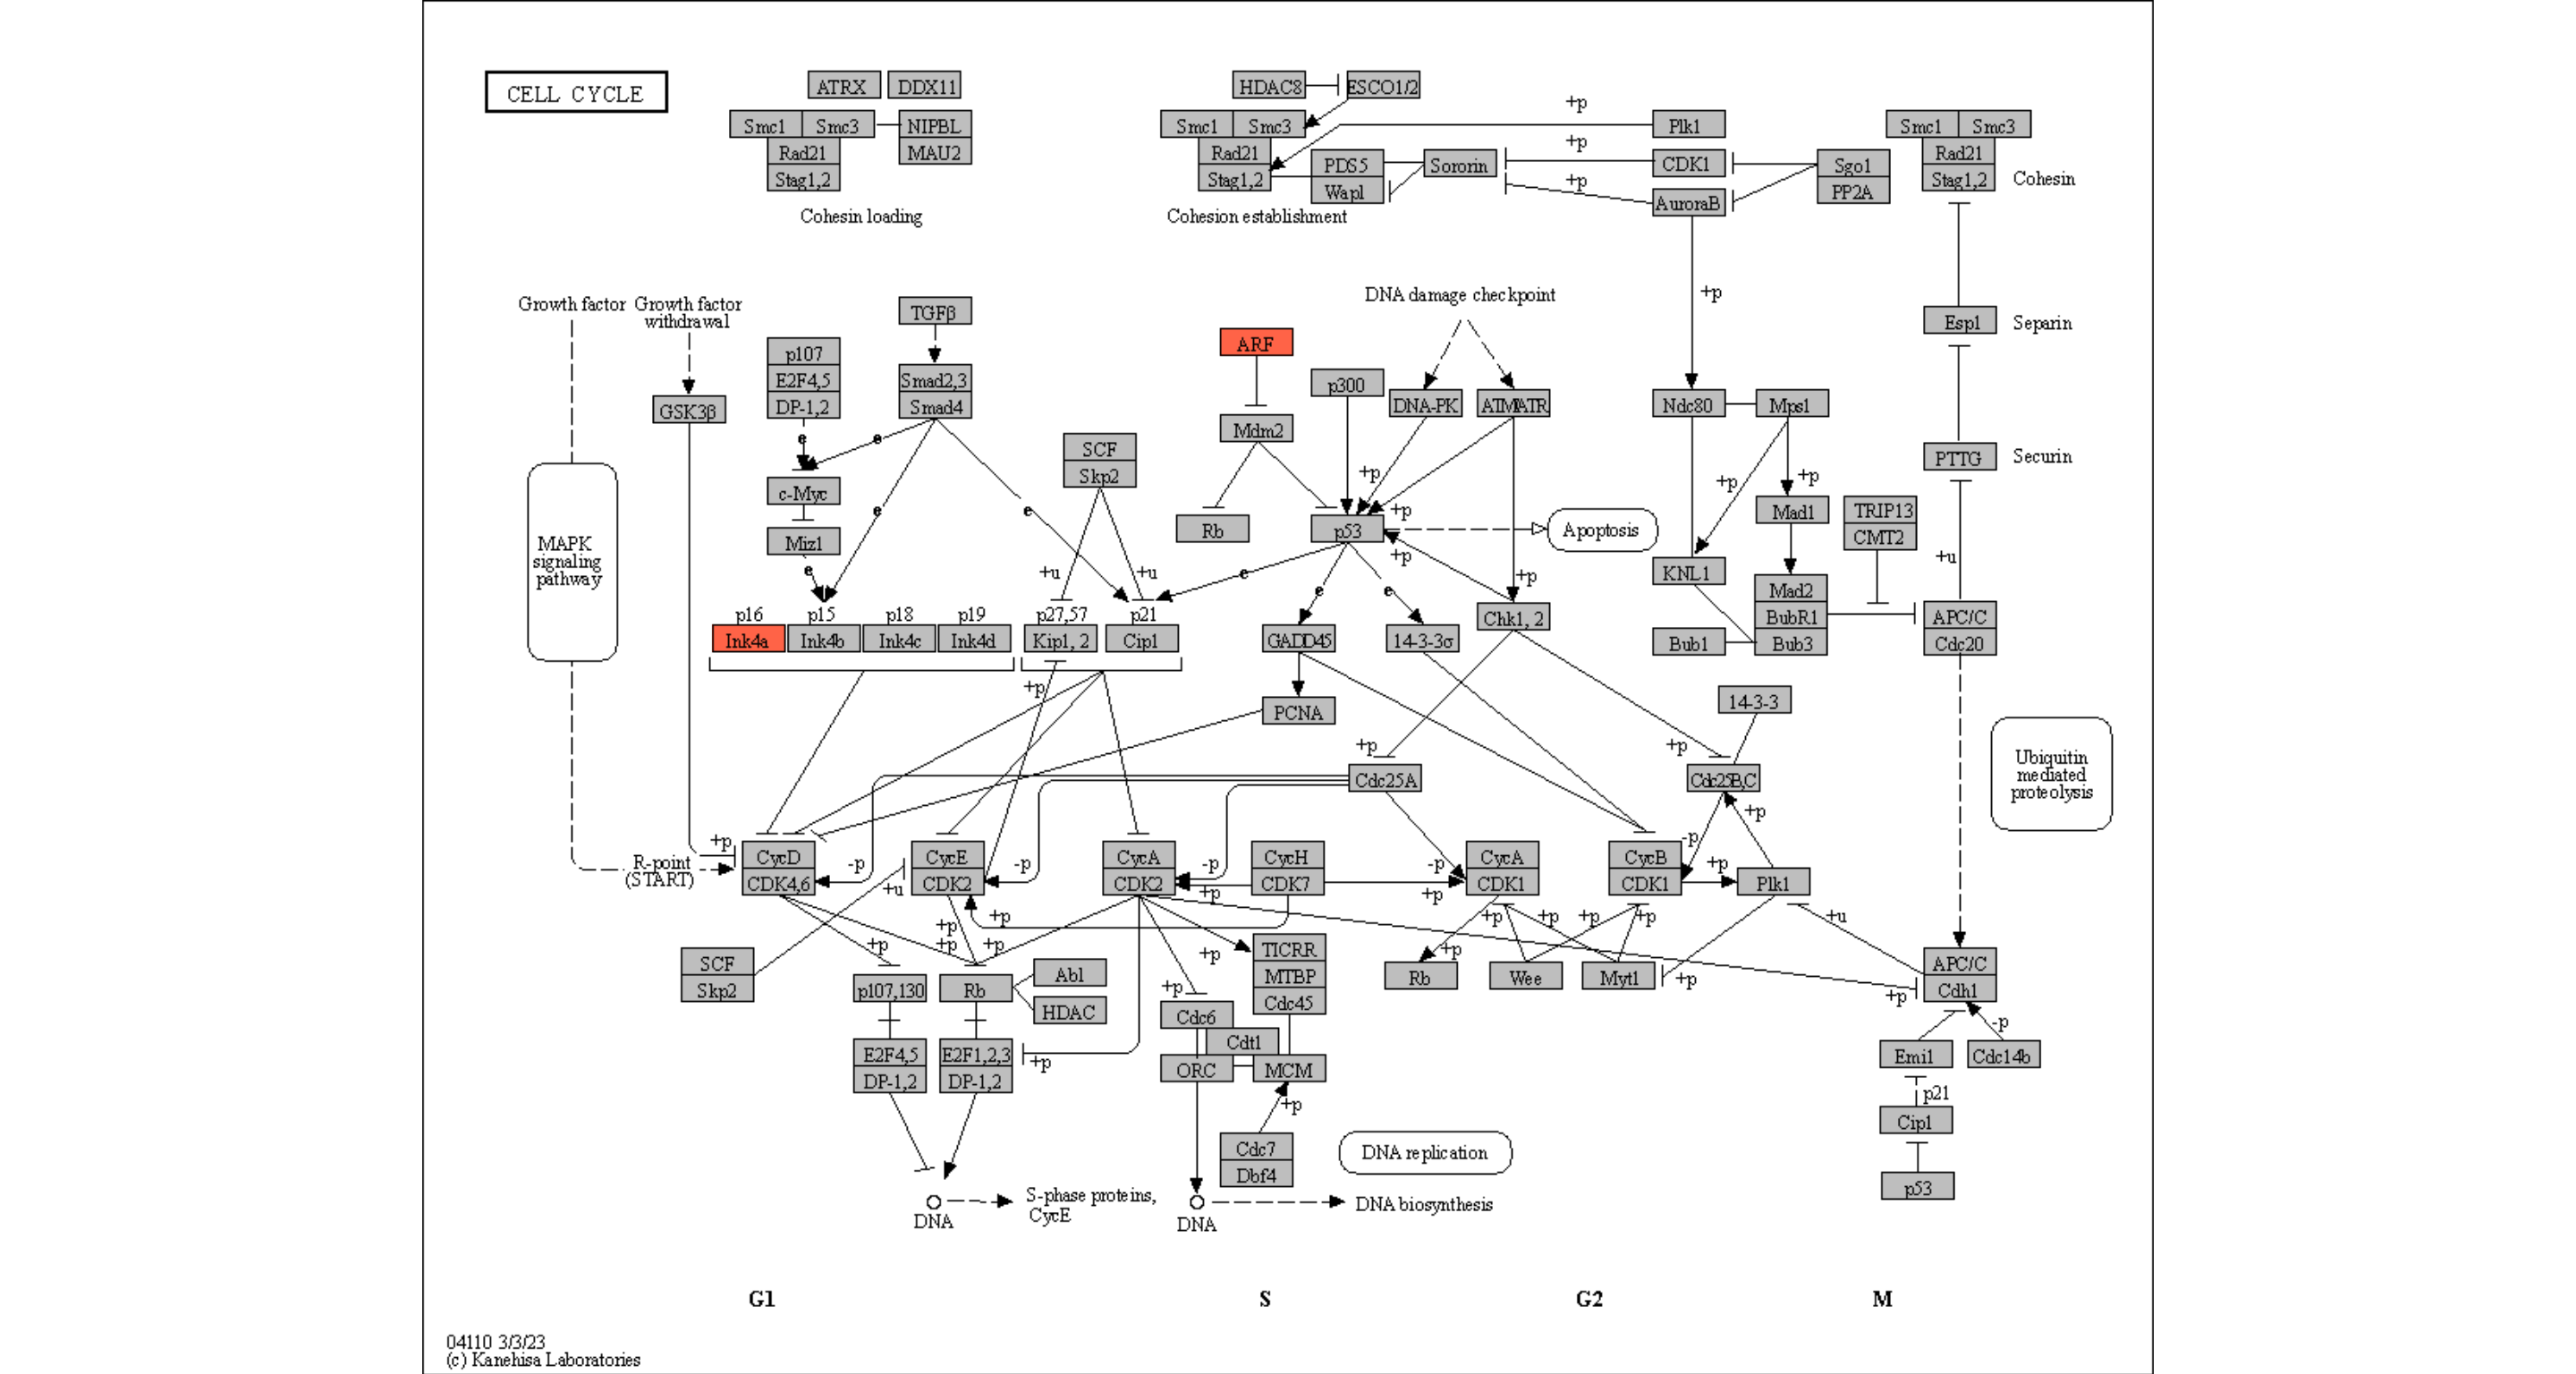 CELL CYCLE
ATRX
DDX11
Smc1
Smc3
NIPBL
MAU2
Rad21
Stag1,2
Cohesin loading
HDAC8
ESCO1/2
Smc1
Smc3
Rad21
Stag1,2
PDS5
Wapl
Sororin
Cohesion establishment
+p
+p
+p
Plk1
CDK1
AuroraB
Sgo1
PP2A
Smc1
Smc3
Rad21
Stag1,2
Cohesin
Growth factor
Growth factor
withdrawal
TGFβ
p107
E2F4,5
DP-1,2
Smad2,3
Smad4
GSK3β
e
e
c-Myc
e
e
Miz1
e
SCF
Skp2
+u
+u
MAPK
signaling
pathway
ARF
Mdm2
Rb
p300
DNA damage checkpoint
DNA-PK
ATM/ATR
+p
+p
p53
Apoptosis
+p
+p
e
e
e
+p
Ndc80
Mps1
+p
+p
Mad1
TRIP13
CMT2
KNL1
Mad2
BubR1
Bub3
Bub1
Esp1
Separin
PTTG
Securin
+u
APC/C
Cdc20
p16
p15
p18
p19
p27,57
p21
Ink4a
Ink4b
Ink4c
Ink4d
Kip1, 2
Cip1
GADD45
14-3-3σ
Chk1, 2
+p
PCNA
14-3-3
+p
+p
Cdc25A
Cdc25B,C
Ubiquitin
mediated
proteolysis
+p
+p
R-point
(START)
CycD
CDK4,6
-p
+u
CycE
CDK2
-p
CycA
CDK2
-p
+p
CycH
CDK7
-p
+p
CycA
CDK1
CycB
CDK1
-p
+p
Plk1
+p
+p
+p
+p
+p
+p
+p
+p
+p
+p
+p
+u
SCF
Skp2
p107,130
Rb
Abl
HDAC
+p
TICRR
MTBP
Cdc45
Rb
Wee
Myt1
+p
+p
APC/C
Cdh1
E2F4,5
DP-1,2
E2F1,2,3
DP-1,2
+p
Cdc6
Cdt1
ORC
MCM
+p
-p
Emi1
Cdc14b
p21
Cip1
p53
Cdc7
Dbf4
DNA replication
DNA
S-phase proteins,
CycE
DNA
DNA biosynthesis
G1
S
G2
M
04110 3/3/23
(c) Kanehisa Laboratories